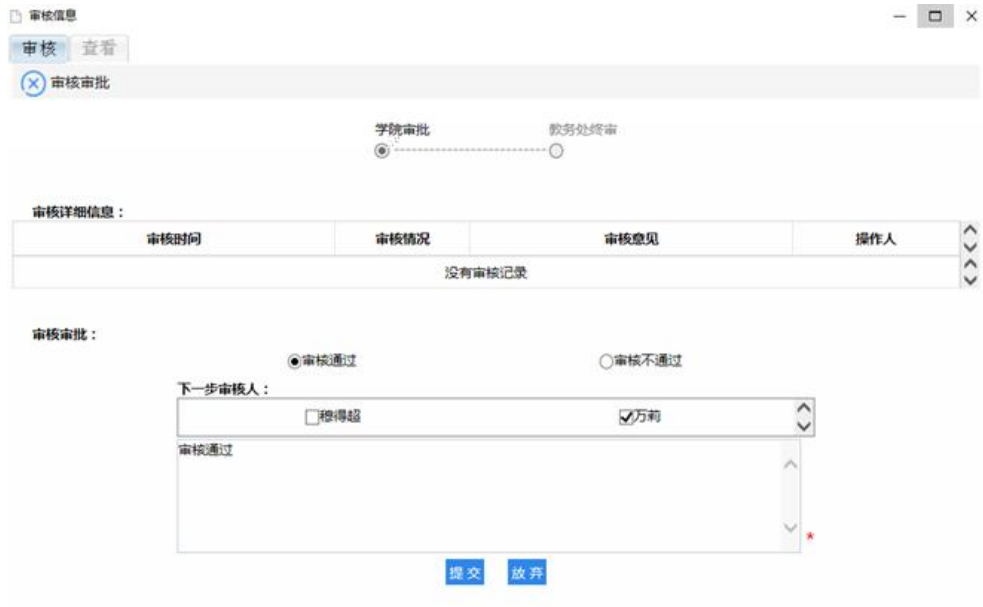 审核信息
审核 查看
审核审批
学院审批 教务处终审
审核详细信息：
审核时间 审核情况 审核意见 操作人
没有审核记录
审核审批：
审核通过 审核不通过
下一步审核人：
穆得超 万莉
审核通过
*
提交 放弃